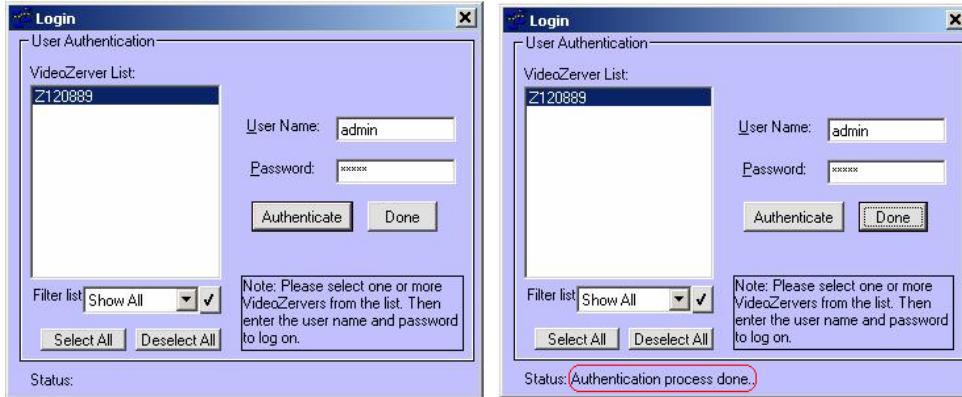 Login
User Authentication
VideoZerver List:
Z120889
User Name: admin
Password: *****
Authenticate Done
Filter list Show All
Note: Please select one or more
VideoZervers from the list. Then
enter the user name and password
to log on.
Select All Deselect All
Status:
Login
User Authentication
VideoZerver List:
Z120889
User Name: admin
Password: *****
Authenticate Done
Filter list Show All
Note: Please select one or more
VideoZervers from the list. Then
enter the user name and password
to log on.
Select All Deselect All
Status: Authentication process done..